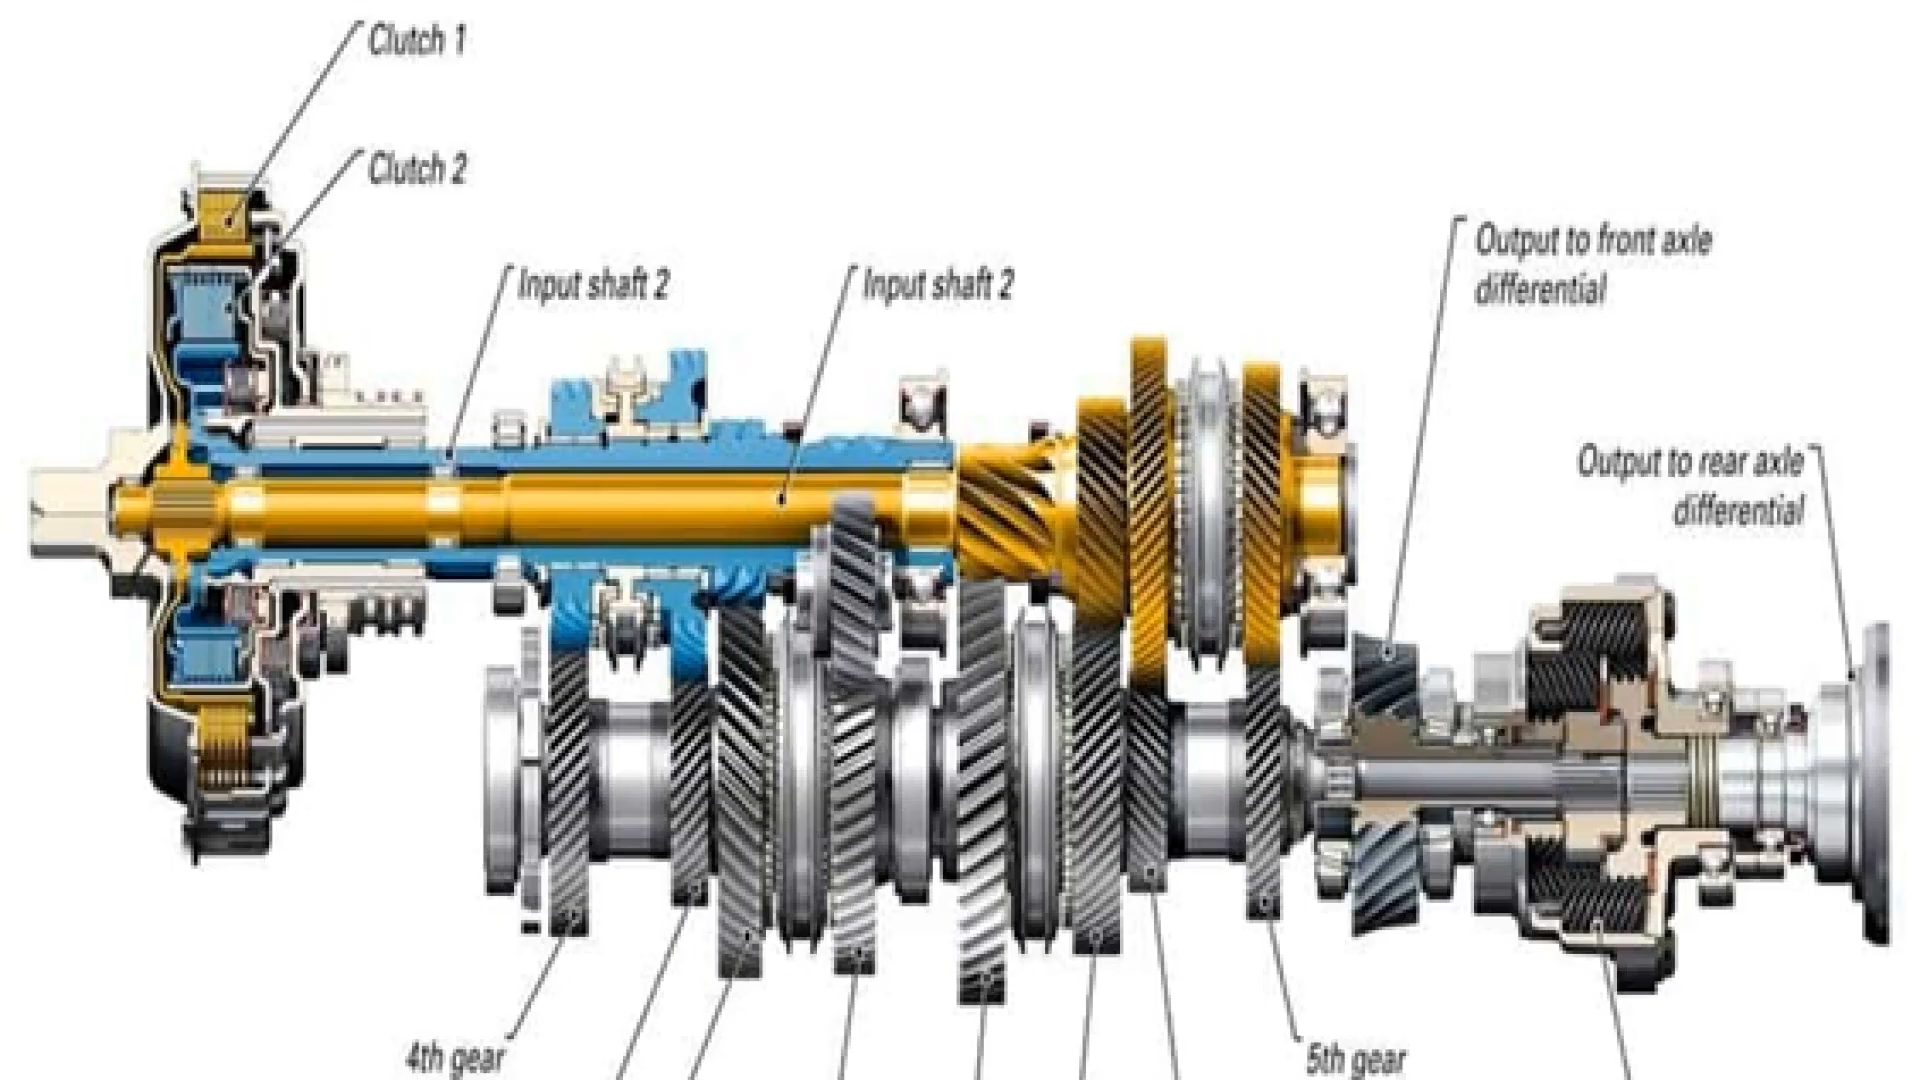 Clutch 1
Clutch 2
Input shaft 2
Input shaft 2
Output to front axle
differential
Output to rear axle
differential
4th gear
5th gear